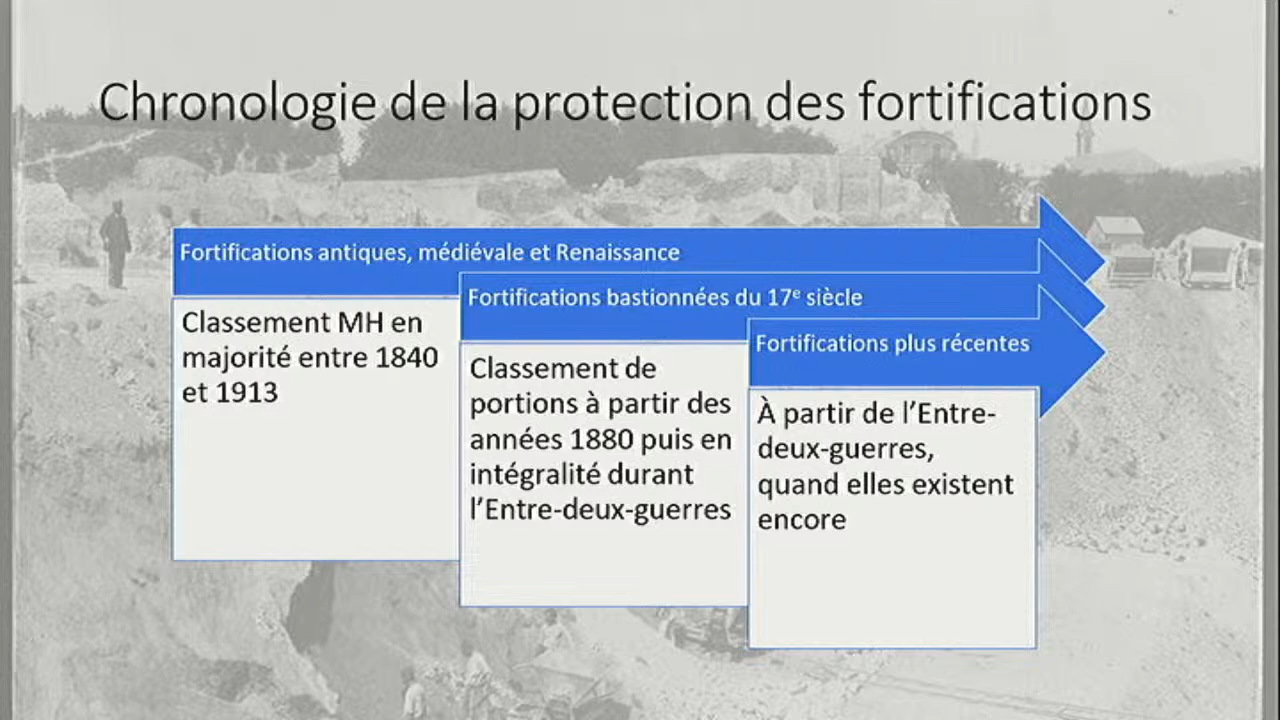 Chronologie de la protection des fortifications
Fortifications antiques, médiévale et Renaissance
Classement MH en
majorité entre 1840
et 1913
Fortifications bastionnées du 17e siècle
Classement de
portions à partir des
années 1880 puis en
intégralité durant
l'Entre-deux-guerres
Fortifications plus récentes
À partir de l'Entre-
deux-guerres,
quand elles existent
encore